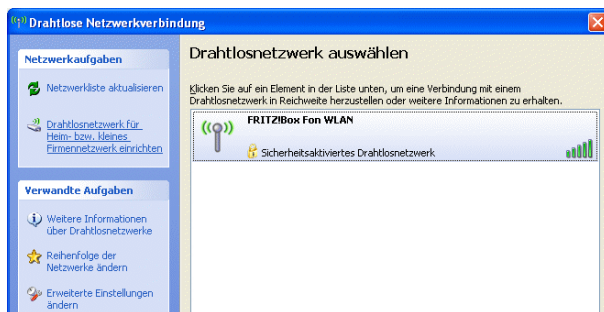 Drahtlose Netzwerkverbindung
Netzwerkaufgaben
Netzwerkliste aktualisieren
Drahtlosnetzwerk für
Heim- bzw. kleines
Firmennetzwerk einrichten
Verwandte Aufgaben
Weitere Informationen
über Drahtlosnetzwerke
Reihenfolge der
Netzwerke ändern
Erweiterte Einstellungen
ändern
Drahtlosnetzwerk auswählen
Klicken Sie auf ein Element in der Liste unten, um eine Verbindung mit einem
Drahtlosnetzwerk in Reichweite herzustellen oder weitere Informationen zu erhalten.
FRITZ!Box Fon WLAN
Sicherheitsaktiviertes Drahtlosnetzwerk